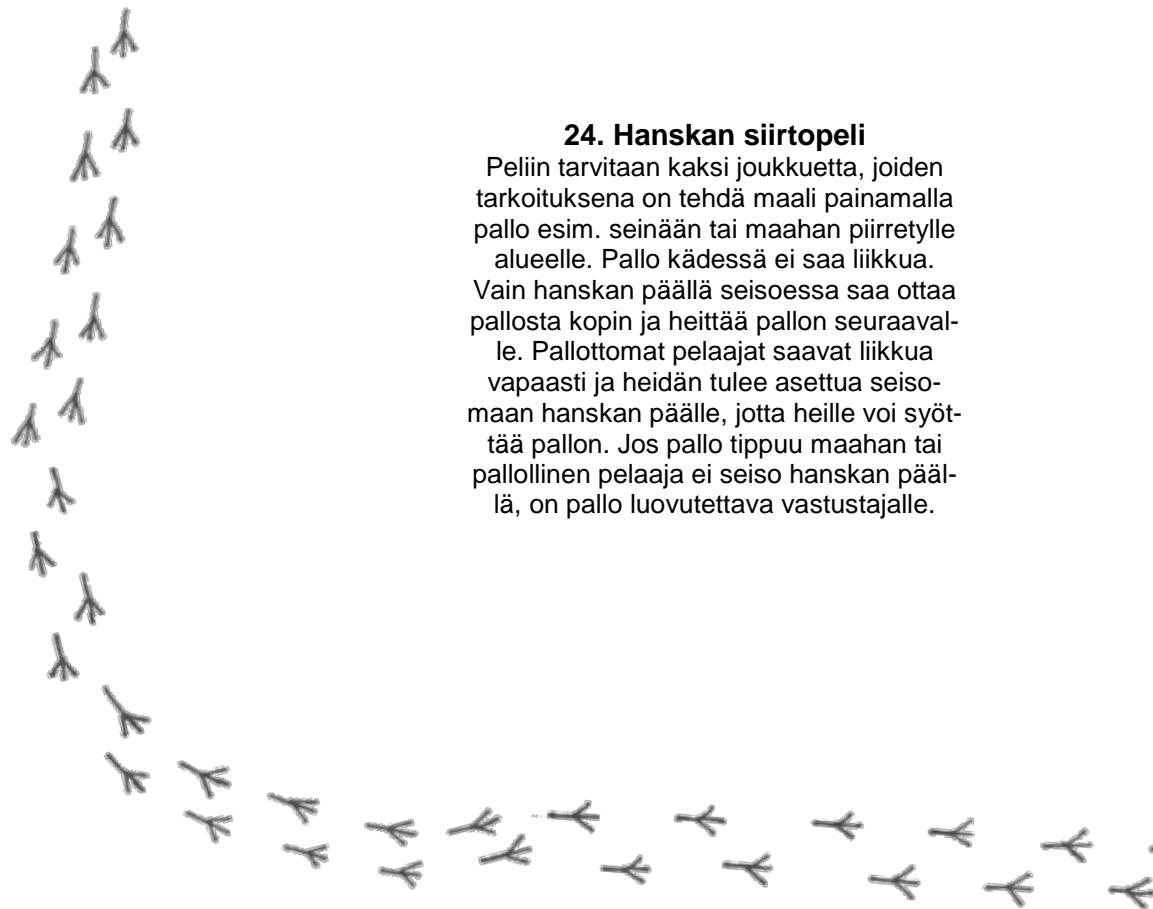 24. Hanskan siirtopeli
Peliin tarvitaan kaksi joukkuetta, joiden
tarkoituksena on tehdä maali painamalla
pallo esim. seinään tai maahan piirretylle
alueelle. Pallo kädessä ei saa liikkua.
Vain hanskan päällä seisoessa saa ottaa
pallosta kopin ja heittää pallon seuraaval-
le. Pallottomat pelaajat saavat liikkua
vapaasti ja heidän tulee asettua seiso-
maan hanskan päälle, jotta heille voi syöt-
tää pallon. Jos pallo tippuu maahan tai
pallollinen pelaaja ei seiso hanskan pääl-
lä, on pallo luovutettava vastustajalle.